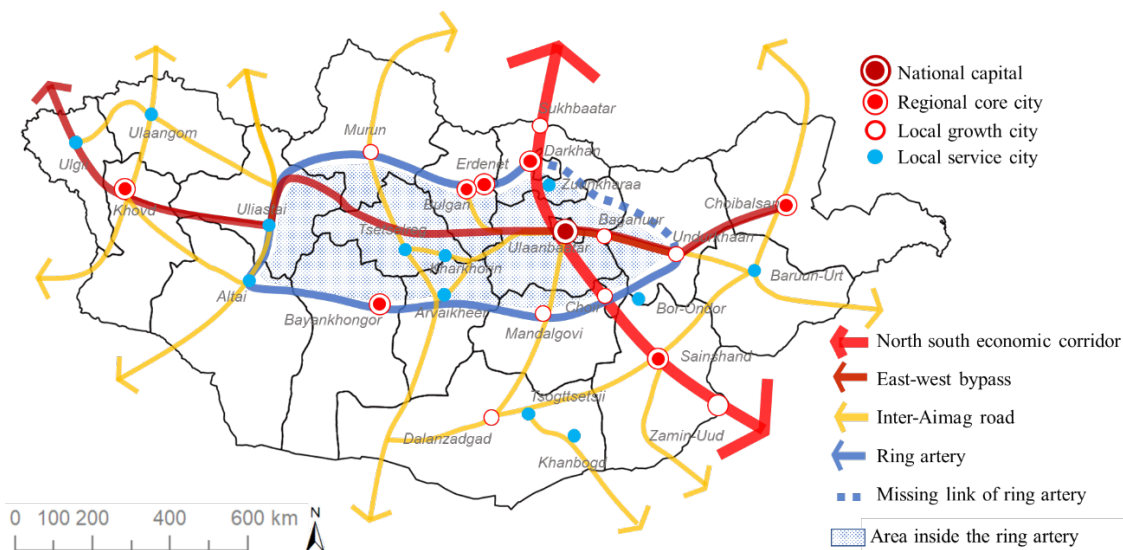 National capital
Regional core city
Local growth city
Local service city
Sukhbaatar
Ulaangom
Murun
Darkhan
Ulgii
Erdenet
Zuunkharaa
Khovd
Bulgan
Choibalsan
Uliastai
Baganuur
Tsetserleg
Ulaanbaatar
Underkhaan
Kharkhorin
Baruun-Urt
Altai
Arvaikheer
Choir
Bor-Ondor
Bayankhongor
Mandalgovi
Sainshand
Tsogttsetsii
Dalanzadgad
Zamin-Uud
Khanbogd
North south economic corridor
East-west bypass
Inter-Aimag road
Ring artery
Missing link of ring artery
Area inside the ring artery
0 100 200 400 600 km
N